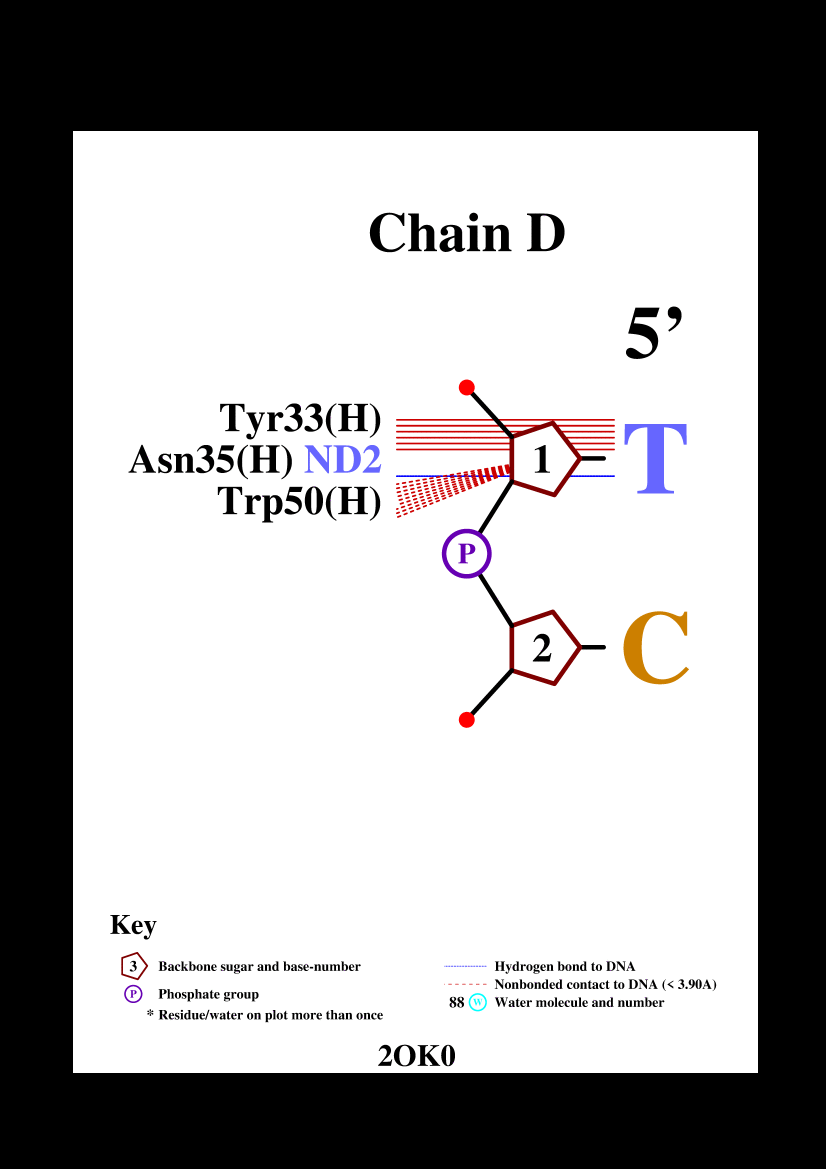 Chain D
5’
Tyr33(H)
Asn35(H) ND2
Trp50(H)
1
T
P
2
C
Key
3 Backbone sugar and base-number
P Phosphate group
* Residue/water on plot more than once
Hydrogen bond to DNA
Nonbonded contact to DNA (< 3.90A)
88 W Water molecule and number
2OK0